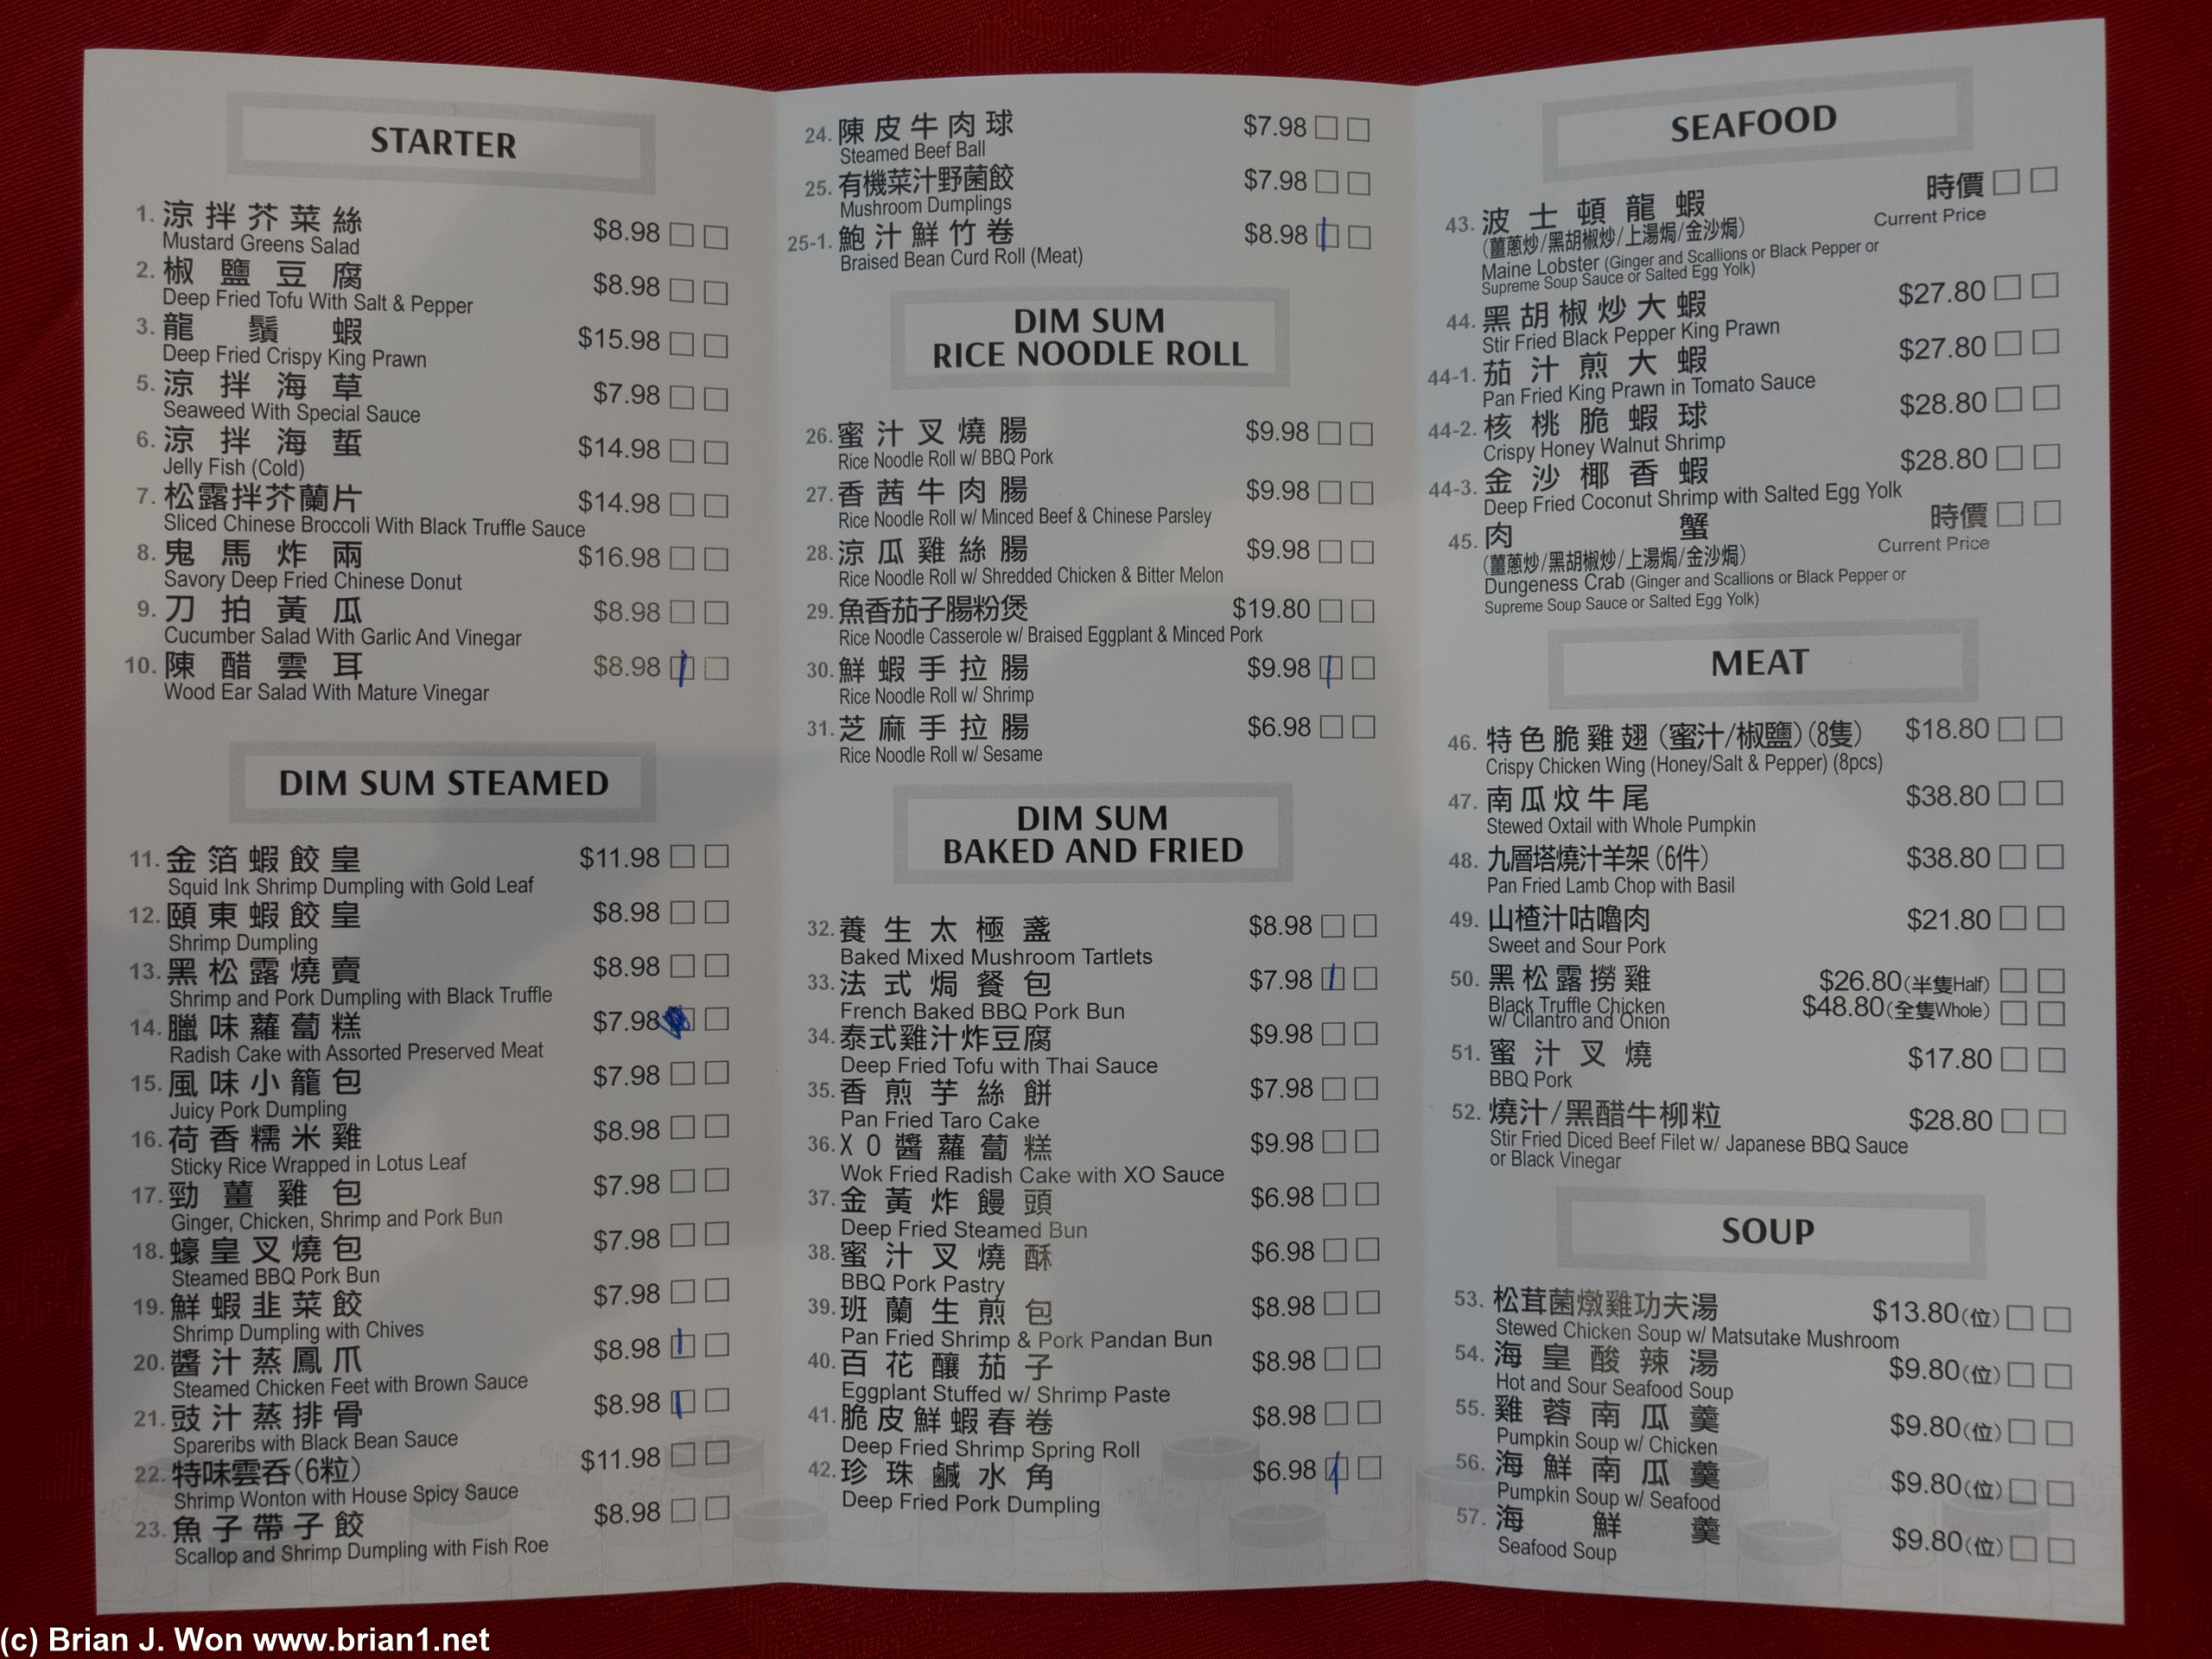 STARTER
1. 涼拌芥菜絲 $8.98
Mustard Greens Salad
2. 椒鹽豆腐 $8.98
Deep Fried Tofu With Salt & Pepper
3. 龍鬚蝦 $15.98
Deep Fried Crispy King Prawn
5. 涼拌海草 $7.98
Seaweed With Special Sauce
6. 涼拌海蜇 $14.98
Jelly Fish (Cold)
7. 松露拌芥蘭片 $14.98
Sliced Chinese Broccoli With Black Truffle Sauce
8. 鬼馬炸兩 $16.98
Savory Deep Fried Chinese Donut
9. 刀拍黃瓜 $8.98
Cucumber Salad With Garlic And Vinegar
10. 陳醋雲耳 $8.98
Wood Ear Salad With Mature Vinegar
DIM SUM STEAMED
11. 金箔蝦餃皇 $11.98
Squid Ink Shrimp Dumpling with Gold Leaf
12. 頤東蝦餃皇 $8.98
Shrimp Dumpling
13. 黑松露燒賣 $8.98
Shrimp and Pork Dumpling with Black Truffle
14. 臘味蘿蔔糕 $7.98
Radish Cake with Assorted Preserved Meat
15. 風味小籠包 $7.98
Juicy Pork Dumpling
16. 荷香糯米雞 $8.98
Sticky Rice Wrapped in Lotus Leaf
17. 勁薑雞包 $7.98
Ginger, Chicken, Shrimp and Pork Bun
18. 蠔皇叉燒包 $7.98
Steamed BBQ Pork Bun
19. 鮮蝦韭菜餃 $7.98
Shrimp Dumpling with Chives
20. 醬汁蒸鳳爪 $8.98
Steamed Chicken Feet with Brown Sauce
21. 豉汁蒸排骨 $8.98
Spareribs with Black Bean Sauce
22. 特味雲吞(6粒) $11.98
Shrimp Wonton with House Spicy Sauce
23. 魚子帶子餃 $8.98
Scallop and Shrimp Dumpling with Fish Roe
24. 陳皮牛肉球 $7.98
Steamed Beef Ball
25. 有機菜汁野菌餃 $7.98
Mushroom Dumplings
25-1. 鮑汁鮮竹卷 $8.98
Braised Bean Curd Roll (Meat)
DIM SUM
RICE NOODLE ROLL
26. 蜜汁叉燒腸 $9.98
Rice Noodle Roll w/ BBQ Pork
27. 香茜牛肉腸 $9.98
Rice Noodle Roll w/ Minced Beef & Chinese Parsley
28. 涼瓜雞絲腸 $9.98
Rice Noodle Roll w/ Shredded Chicken & Bitter Melon
29. 魚香茄子腸粉煲 $19.80
Rice Noodle Casserole w/ Braised Eggplant & Minced Pork
30. 鮮蝦手拉腸 $9.98
Rice Noodle Roll w/ Shrimp
31. 芝麻手拉腸 $6.98
Rice Noodle Roll w/ Sesame
DIM SUM
BAKED AND FRIED
32. 養生太極盞 $8.98
Baked Mixed Mushroom Tartlets
33. 法式焗餐包 $7.98
French Baked BBQ Pork Bun
34. 泰式雞汁炸豆腐 $9.98
Deep Fried Tofu with Thai Sauce
35. 香煎芋絲餅 $7.98
Pan Fried Taro Cake
36. XO醬蘿蔔糕 $9.98
Wok Fried Radish Cake with XO Sauce
37. 金黃炸饅頭 $6.98
Deep Fried Steamed Bun
38. 蜜汁叉燒酥 $6.98
BBQ Pork Pastry
39. 班蘭生煎包 $8.98
Pan Fried Shrimp & Pork Pandan Bun
40. 百花釀茄子 $8.98
Eggplant Stuffed w/ Shrimp Paste
41. 脆皮鮮蝦春卷 $8.98
Deep Fried Shrimp Spring Roll
42. 珍珠鹹水角 $6.98
Deep Fried Pork Dumpling
SEAFOOD
43. 波士頓龍蝦 時價
(薑蔥炒/黑胡椒炒/上湯焗/金沙焗) Current Price
Maine Lobster (Ginger and Scallions or Black Pepper or
Supreme Soup Sauce or Salted Egg Yolk)
44. 黑胡椒炒大蝦 $27.80
Stir Fried Black Pepper King Prawn
44-1. 茄汁煎大蝦 $27.80
Pan Fried King Prawn in Tomato Sauce
44-2. 核桃脆蝦球 $28.80
Crispy Honey Walnut Shrimp
44-3. 金沙椰香蝦 $28.80
Deep Fried Coconut Shrimp with Salted Egg Yolk
45. 肉蟹 時價
(薑蔥炒/黑胡椒炒/上湯焗/金沙焗) Current Price
Dungeness Crab (Ginger and Scallions or Black Pepper or
Supreme Soup Sauce or Salted Egg Yolk)
MEAT
46. 特色脆雞翅 (蜜汁/椒鹽)(8隻) $18.80
Crispy Chicken Wing (Honey/Salt & Pepper) (8pcs)
47. 南瓜炆牛尾 $38.80
Stewed Oxtail with Whole Pumpkin
48. 九層塔燒汁羊架 (6件) $38.80
Pan Fried Lamb Chop with Basil
49. 山楂汁咕嚕肉 $21.80
Sweet and Sour Pork
50. 黑松露撈雞 $26.80(半隻Half)
Black Truffle Chicken $48.80(全隻Whole)
w/ Cilantro and Onion
51. 蜜汁叉燒 $17.80
BBQ Pork
52. 燒汁/黑醋牛柳粒 $28.80
Stir Fried Diced Beef Filet w/ Japanese BBQ Sauce
or Black Vinegar
SOUP
53. 松茸菌燉雞功夫湯 $13.80(位)
Stewed Chicken Soup w/ Matsutake Mushroom
54. 海皇酸辣湯 $9.80(位)
Hot and Sour Seafood Soup
55. 雞蓉南瓜羹 $9.80(位)
Pumpkin Soup w/ Chicken
56. 海鮮南瓜羹 $9.80(位)
Pumpkin Soup w/ Seafood
57. 海鮮羹 $9.80(位)
Seafood Soup
(c) Brian J. Won www.brian1.net